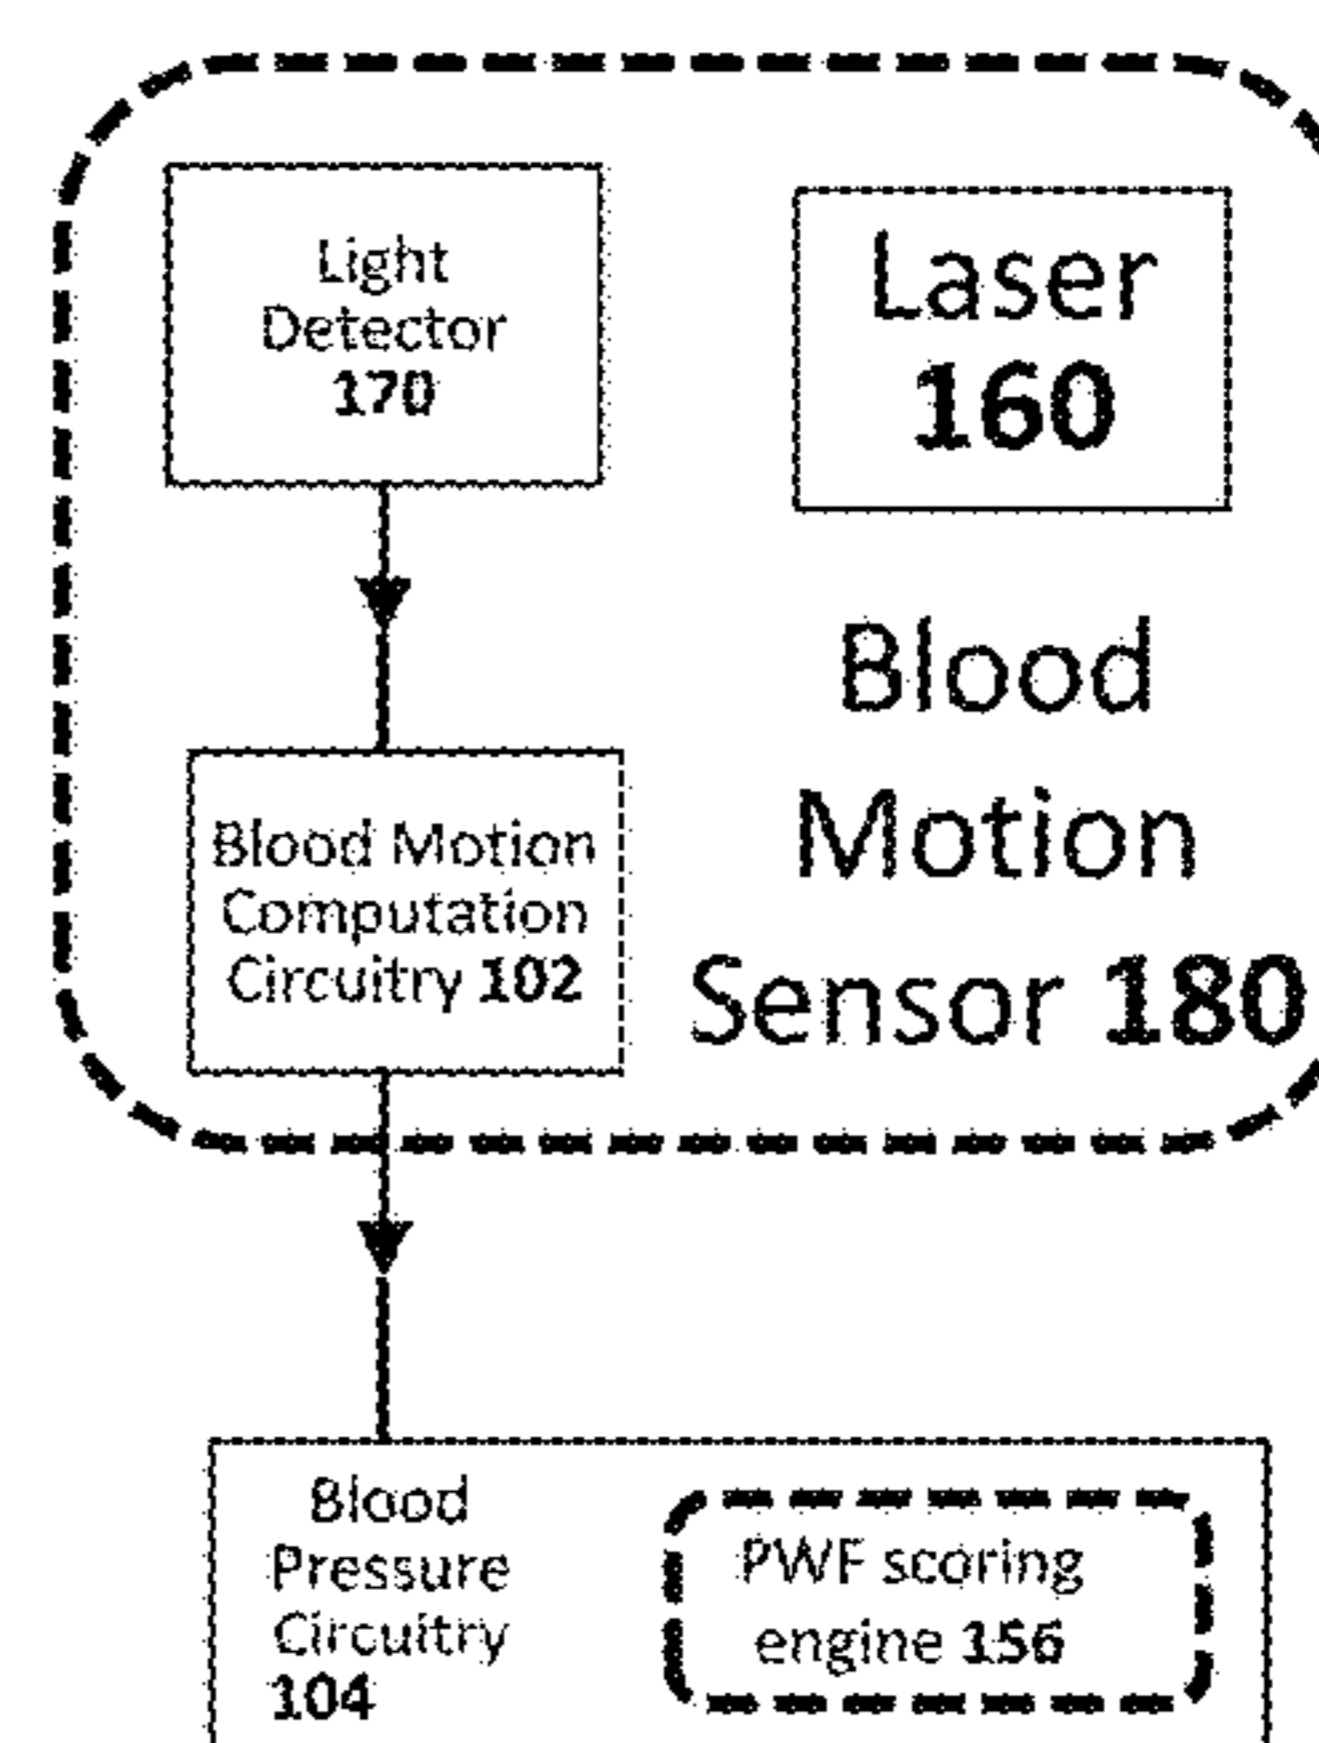 Light
Detector
170
Laser
160
Blood
Motion
Sensor 180
Blood Motion
Computation
Circuitry 102
Blood
Pressure
Circuitry
104
PWF scoring
engine 156